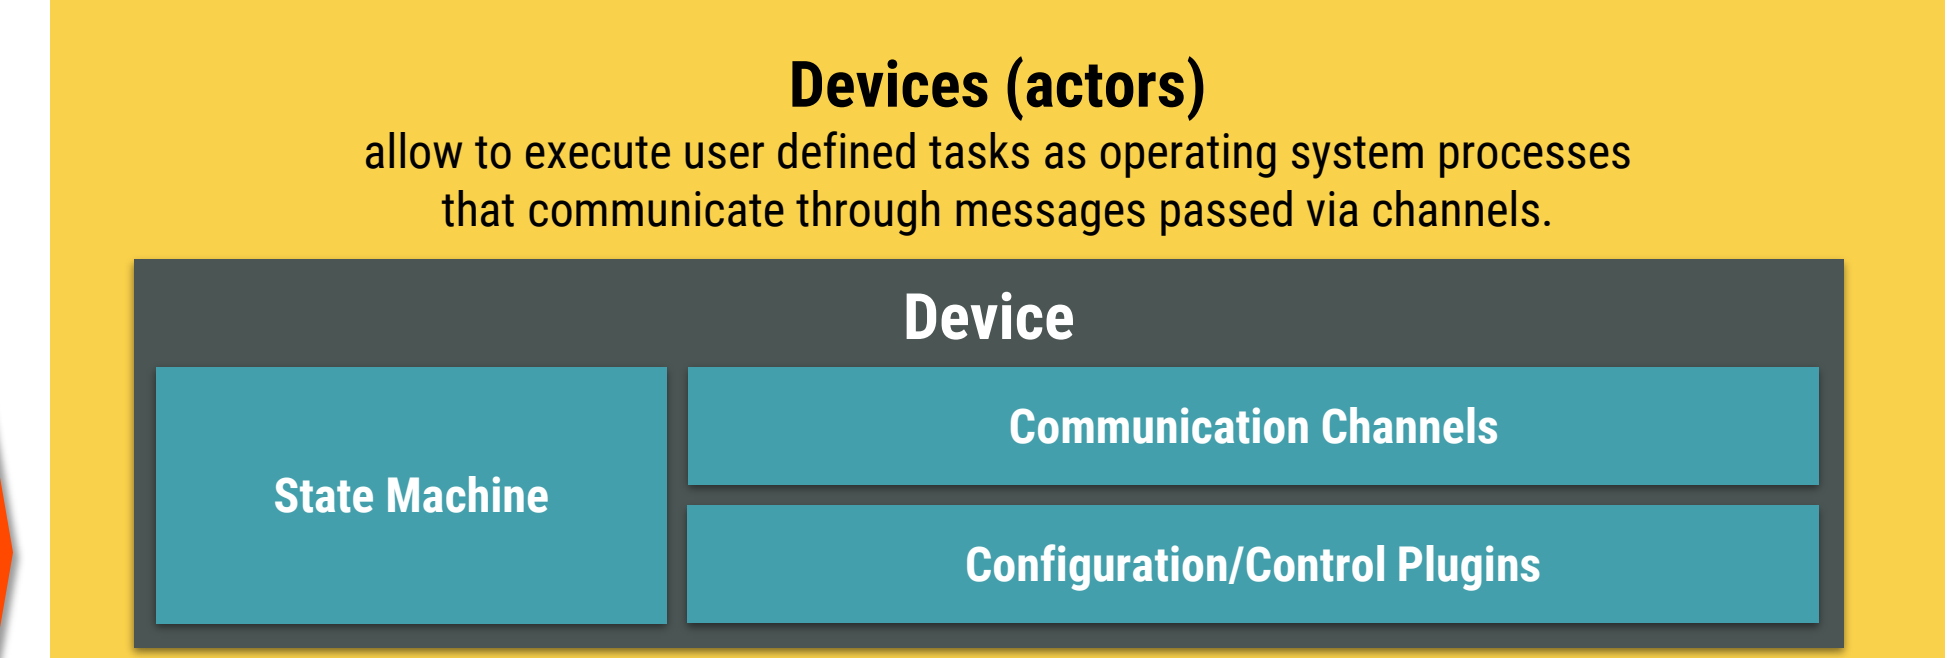 Devices (actors)
allow to execute user defined tasks as operating system processes
that communicate through messages passed via channels.
Device
State Machine
Communication Channels
Configuration/Control Plugins